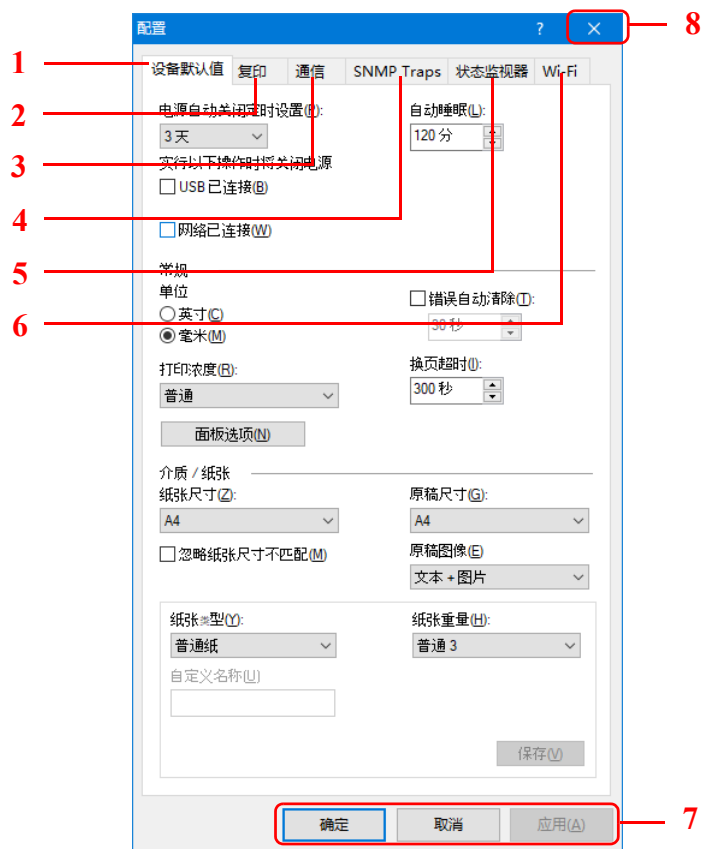 配置 ? × 8
1 设备默认值 复印 通信 SNMP Traps 状态监视器 Wi-Fi
2 电源自动关闭定时设置(P): 自动睡眠(L):
3天 120 分
3 实行以下操作时将关闭电源
USB 已连接(B)
4 网络已连接(W)
5 常规
单位 错误自动清除(T):
英寸(C) 30 秒
6 毫米(M)
打印浓度(R): 换页超时(I):
普通 300 秒
面板选项(N)
介质 / 纸张
纸张尺寸(Z): 原稿尺寸(G):
A4 A4
忽略纸张尺寸不匹配(M) 原稿图像(E)
文本 + 图片
纸张类型(Y): 纸张重量(H):
普通纸 普通 3
自定义名称(U)
保存(V)
确定 取消 应用(A) 7